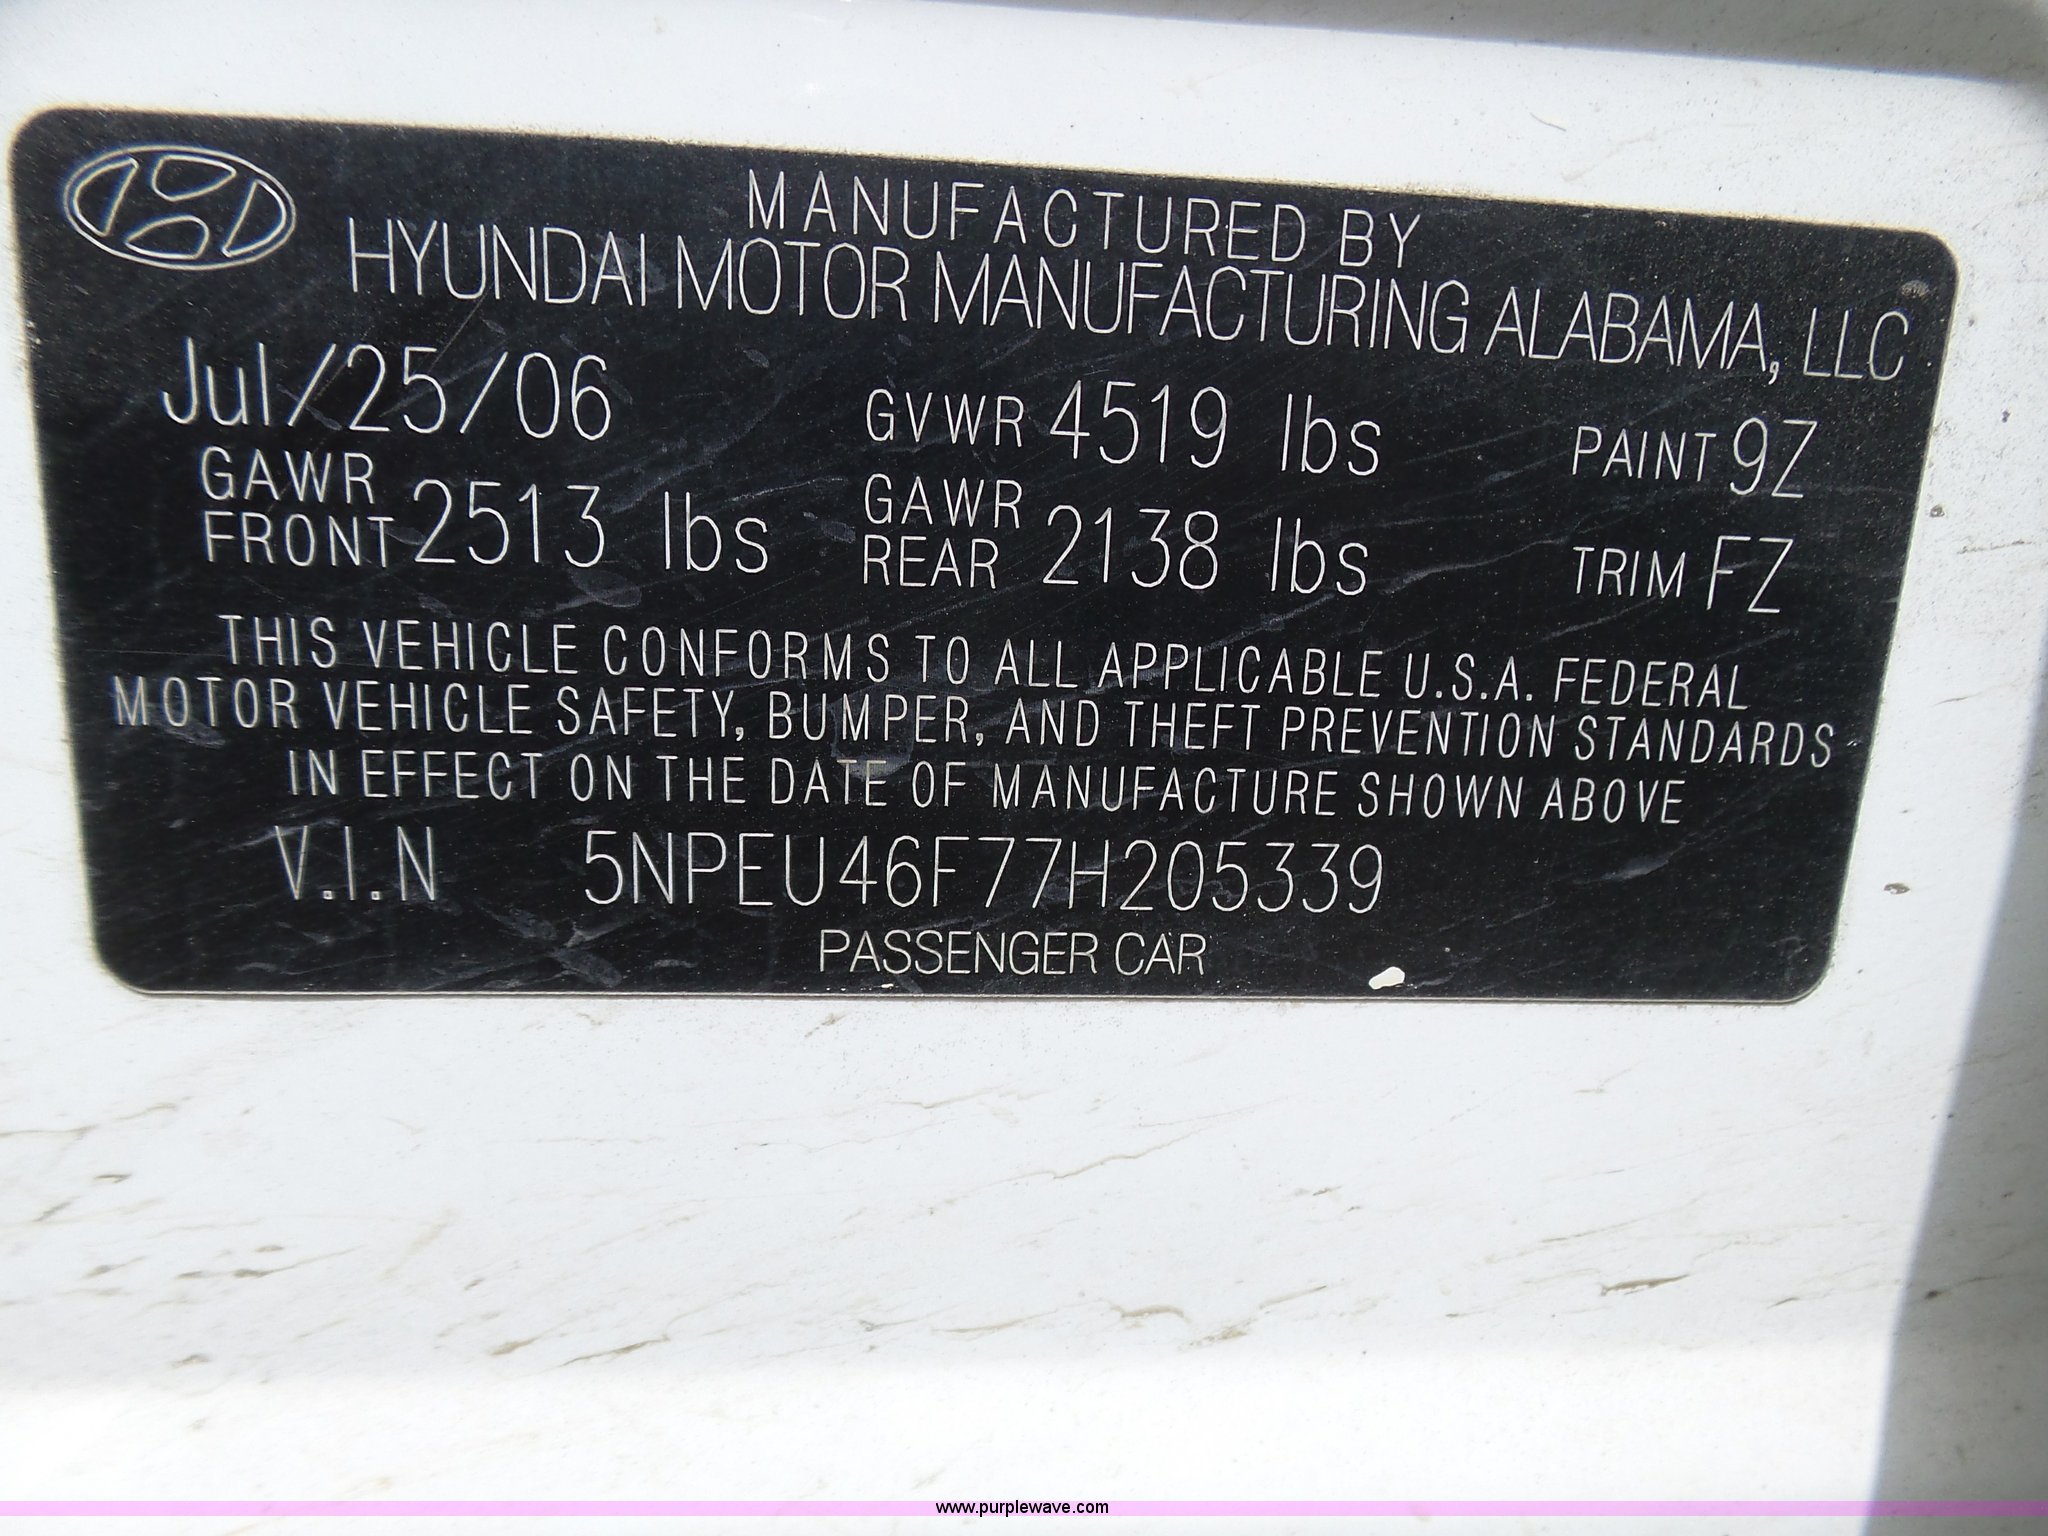 MANUFACTURED BY
HYUNDAI MOTOR MANUFACTURING ALABAMA, LLC
Jul/25/06 GVWR 4519 lbs PAINT 9Z
GAWR FRONT 2513 lbs GAWR REAR 2138 lbs TRIM FZ
THIS VEHICLE CONFORMS TO ALL APPLICABLE U.S.A. FEDERAL
MOTOR VEHICLE SAFETY, BUMPER, AND THEFT PREVENTION STANDARDS
IN EFFECT ON THE DATE OF MANUFACTURE SHOWN ABOVE
V.I.N 5NPEU46F77H205339
PASSENGER CAR
www.purplewave.com